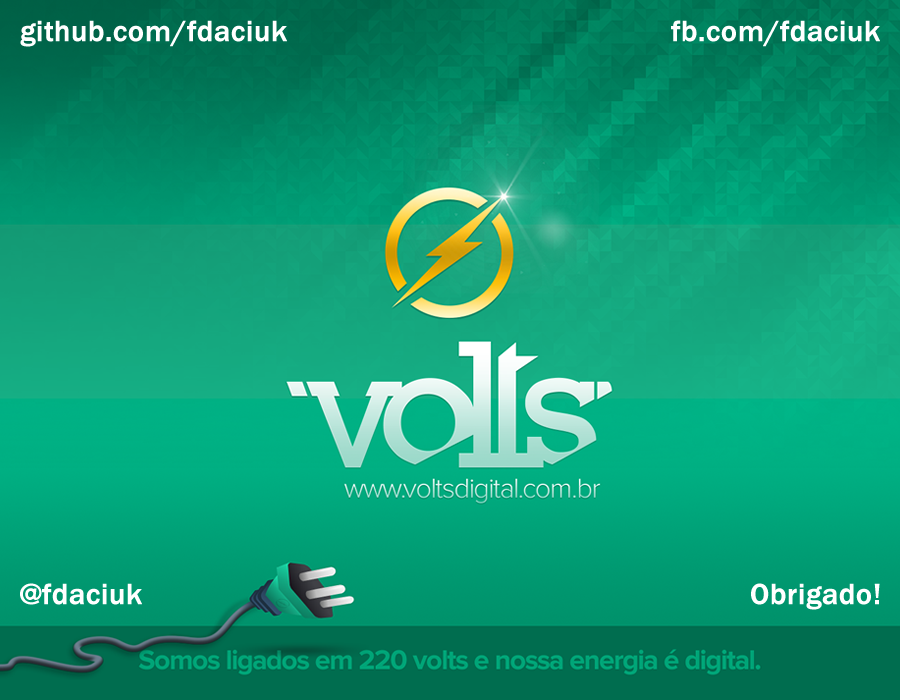 github.com/fdaciuk
fb.com/fdaciuk
volts
www.voltsdigital.com.br
@fdaciuk
Obrigado!
Somos ligados em 220 volts e nossa energia é digital.